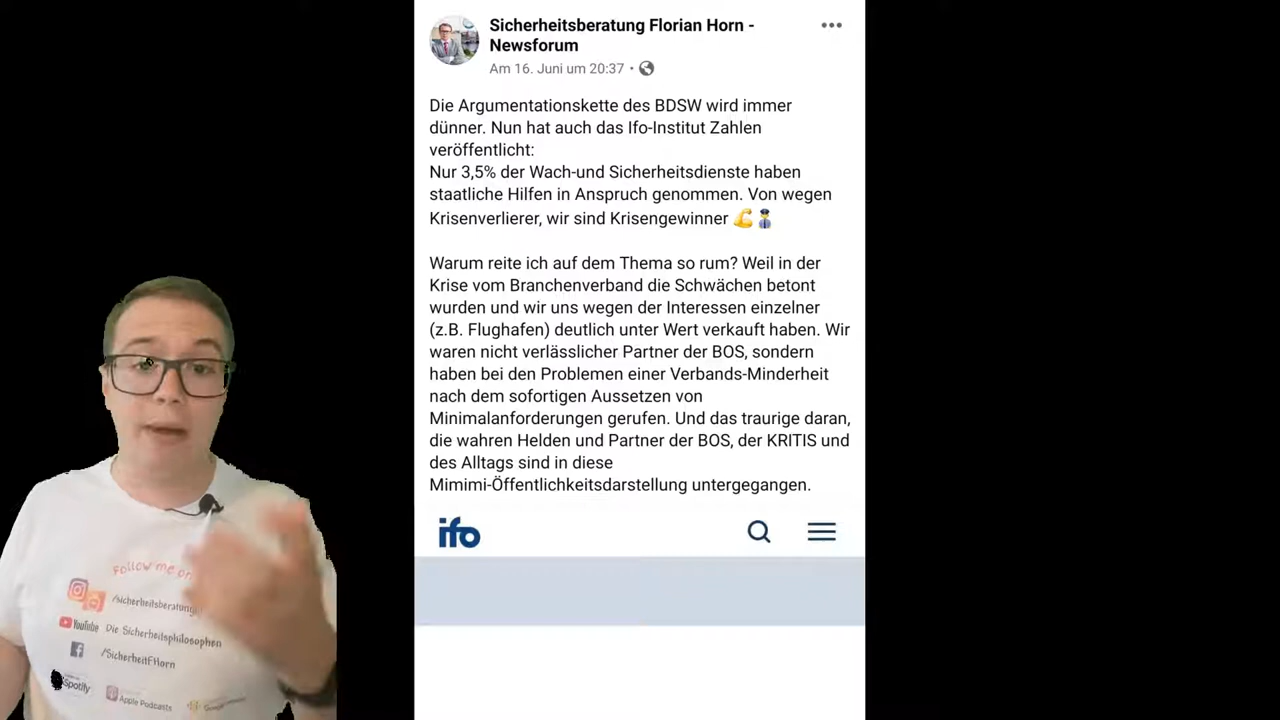 Sicherheitsberatung Florian Horn -
Newsforum
Am 16. Juni um 20:37 •
Die Argumentationskette des BDSW wird immer
dünner. Nun hat auch das Ifo-Institut Zahlen
veröffentlicht:
Nur 3,5% der Wach-und Sicherheitsdienste haben
staatliche Hilfen in Anspruch genommen. Von wegen
Krisenverlierer, wir sind Krisengewinner 💪👮
Warum reite ich auf dem Thema so rum? Weil in der
Krise vom Branchenverband die Schwächen betont
wurden und wir uns wegen der Interessen einzelner
(z.B. Flughafen) deutlich unter Wert verkauft haben. Wir
waren nicht verlässlicher Partner der BOS, sondern
haben bei den Problemen einer Verbands-Minderheit
nach dem sofortigen Aussetzen von
Minimalanforderungen gerufen. Und das traurige daran,
die wahren Helden und Partner der BOS, der KRITIS und
des Alltags sind in diese
Mimimi-Öffentlichkeitsdarstellung untergegangen.
ifo
Follow me on
YouTube Die Sicherheitsphilosophen
/SicherheitFHorn
Spotify
Apple Podcasts